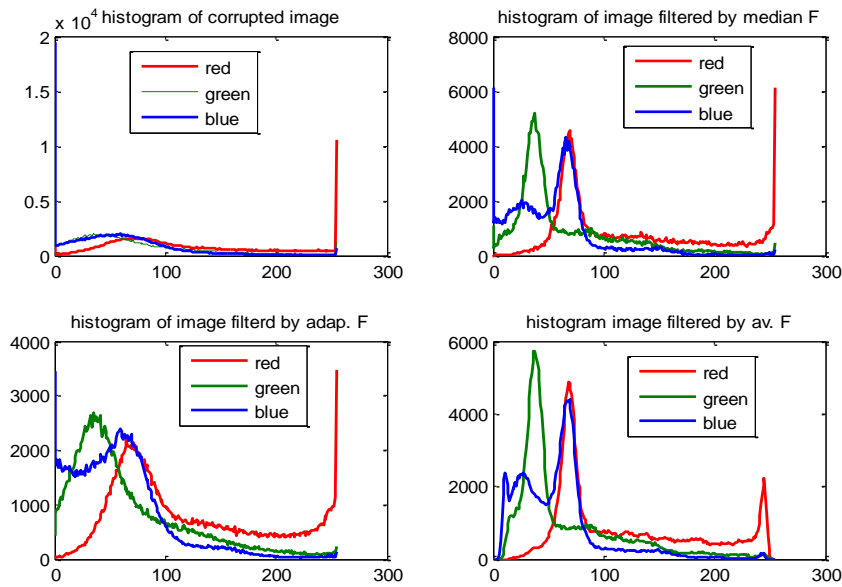 histogram of corrupted image
x 10^4
2
1.5
1
0.5
0
0 100 200 300
red
green
blue
histogram of image filtered by median F
8000
6000
4000
2000
0
0 100 200 300
red
green
blue
histogram of image filterd by adap. F
4000
3000
2000
1000
0
0 100 200 300
red
green
blue
histogram image filtered by av. F
6000
4000
2000
0
0 100 200 300
red
green
blue